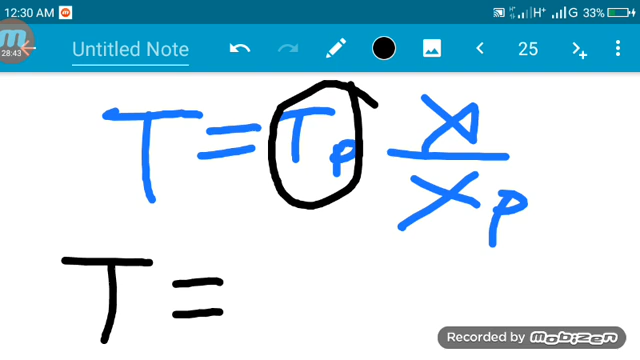 12:30 AM H+ G 33%
28:43 Untitled Note 25
T = Tp x/xp
T =
Recorded by mobizen